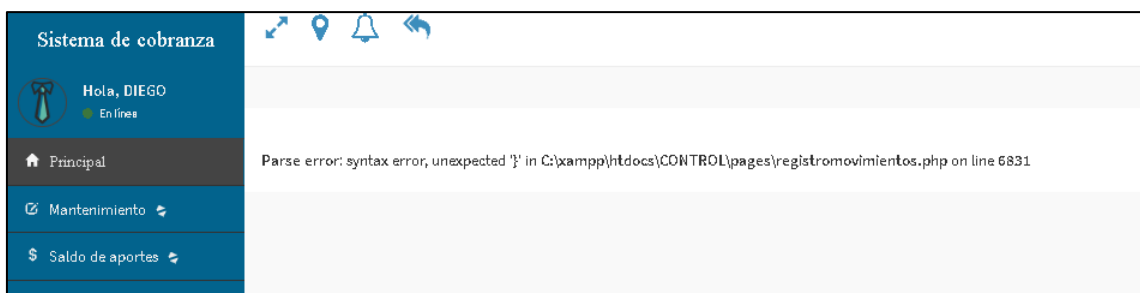 Sistema de cobranza
Hola, DIEGO
En línea
Principal
Parse error: syntax error, unexpected '}' in C:\xampp\htdocs\CONTROL\pages\registromovimientos.php on line 6831
Mantenimiento
$ Saldo de aportes